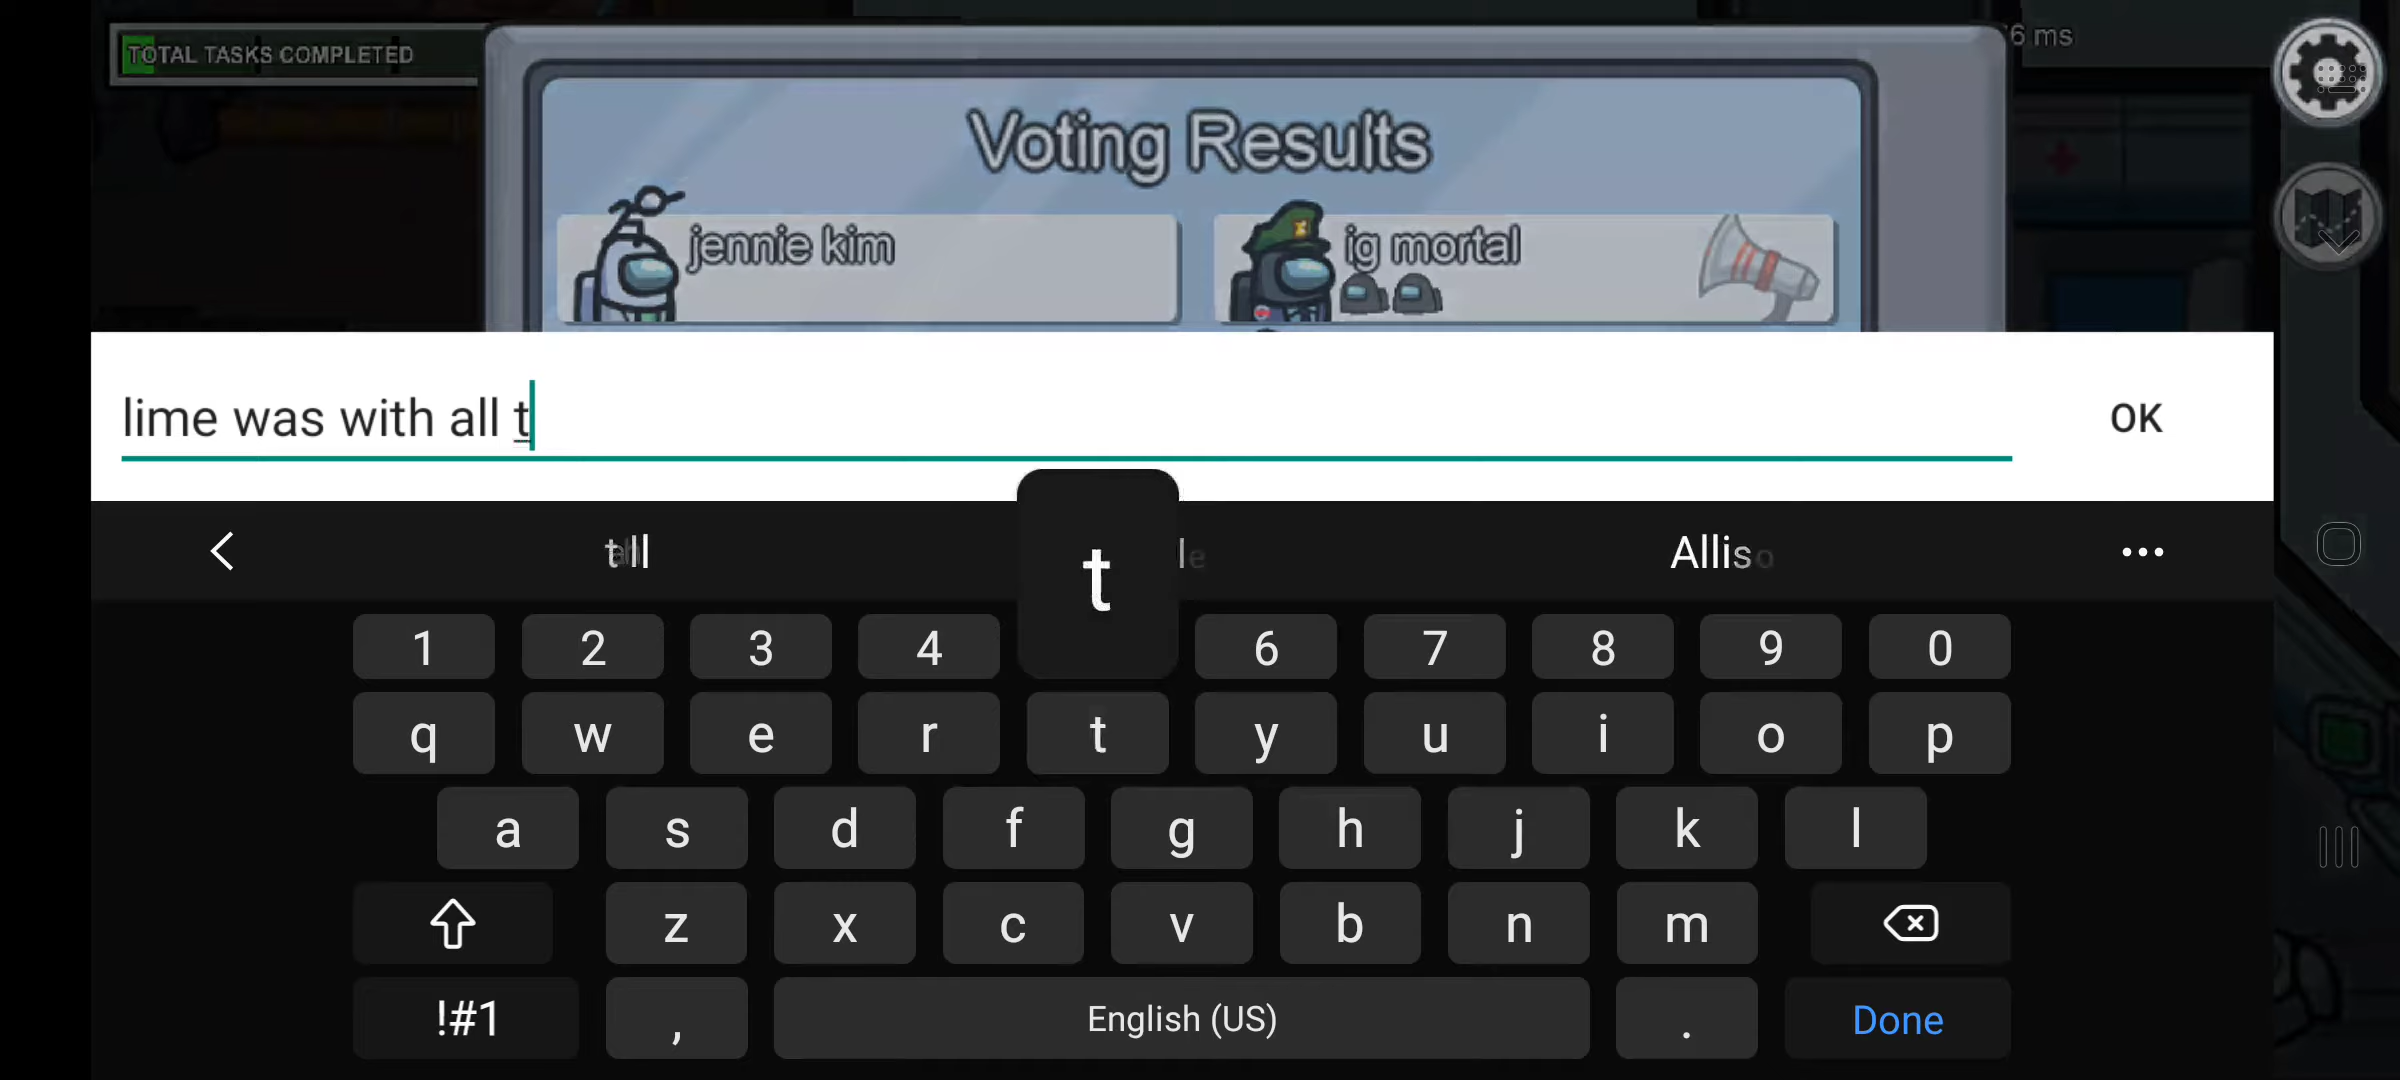 TOTAL TASKS COMPLETED
6 ms
Voting Results
jennie kim
ig mortal
lime was with all t
OK
Allis
t
1 2 3 4 6 7 8 9 0
q w e r t y u i o p
a s d f g h j k l
z x c v b n m
!#1 , English (US) . Done